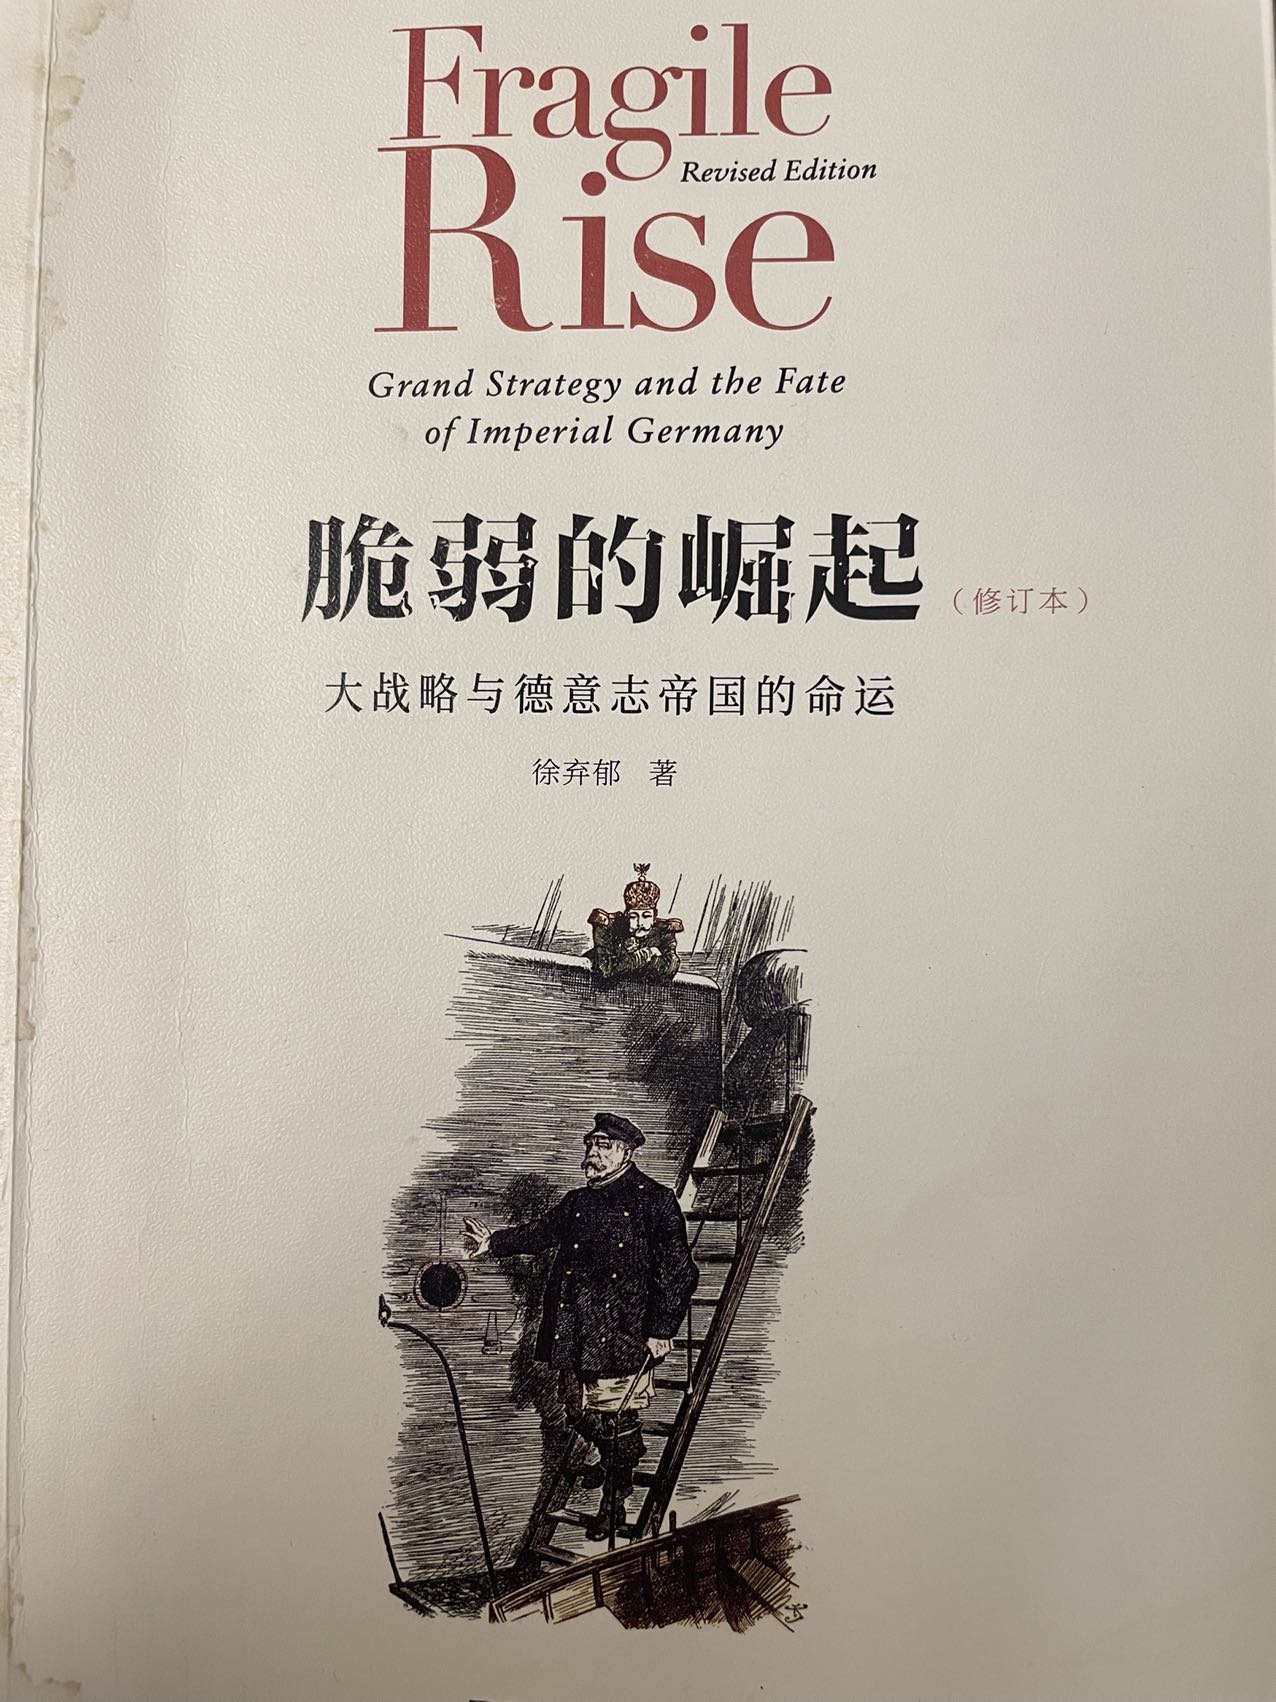 Fragile
Revised Edition
Rise
Grand Strategy and the Fate
of Imperial Germany
脆弱的崛起（修订本）
大战略与德意志帝国的命运
徐弃郁 著